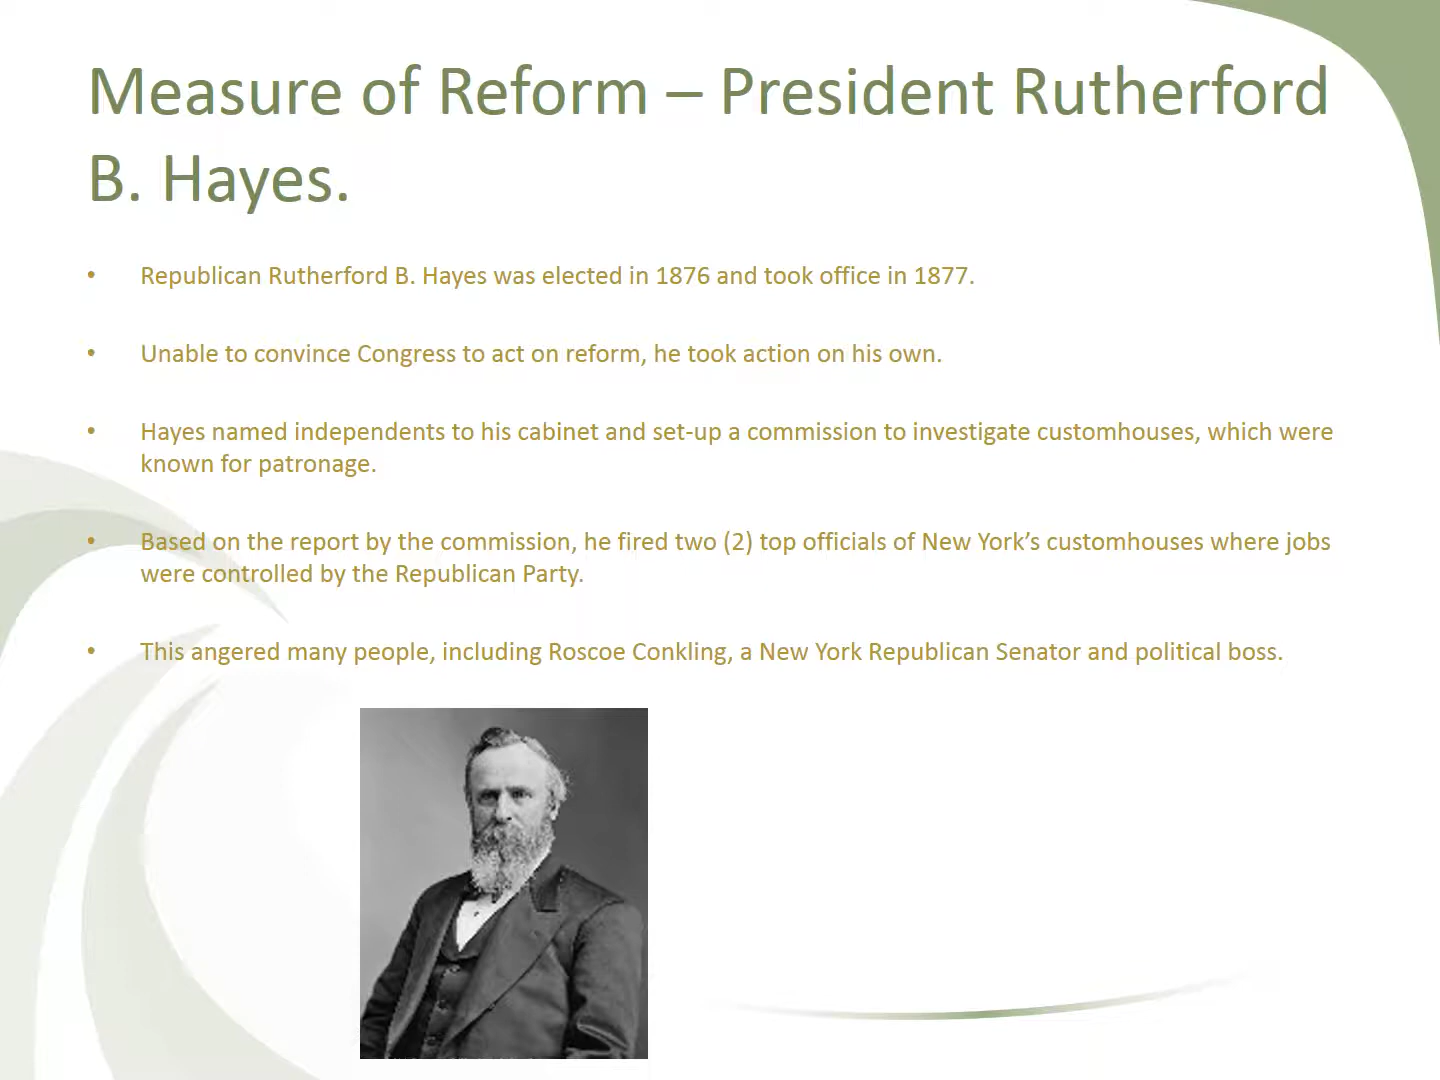 Measure of Reform – President Rutherford
B. Hayes.
• Republican Rutherford B. Hayes was elected in 1876 and took office in 1877.
• Unable to convince Congress to act on reform, he took action on his own.
• Hayes named independents to his cabinet and set-up a commission to investigate customhouses, which were
known for patronage.
• Based on the report by the commission, he fired two (2) top officials of New York’s customhouses where jobs
were controlled by the Republican Party.
• This angered many people, including Roscoe Conkling, a New York Republican Senator and political boss.